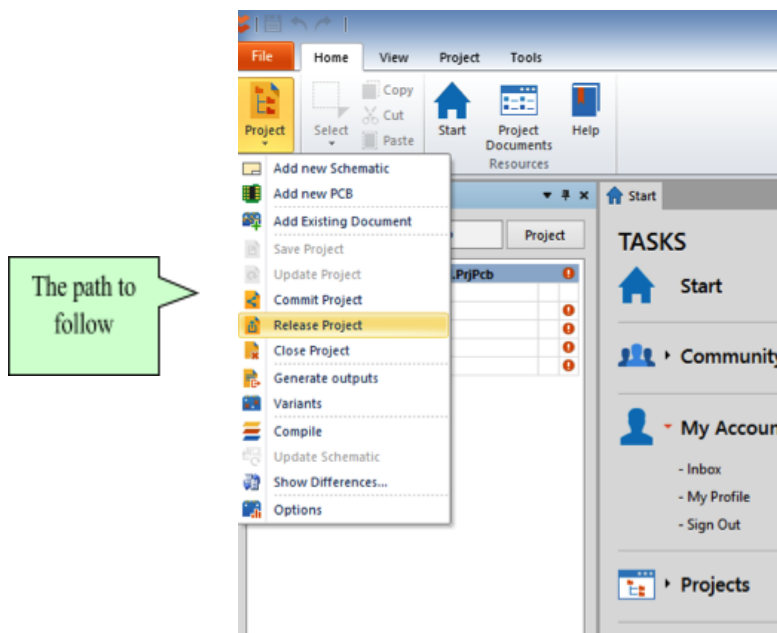 File
Home
View
Project
Tools
Project
Select
Copy
Cut
Paste
Start
Project
Documents
Help
Resources
Add new Schematic
Add new PCB
Add Existing Document
Save Project
Update Project
Commit Project
Release Project
Close Project
Generate outputs
Variants
Compile
Update Schematic
Show Differences...
Options
Project
.PrjPcb
The path to
follow
Start
TASKS
Start
Community
My Accoun
- Inbox
- My Profile
- Sign Out
Projects